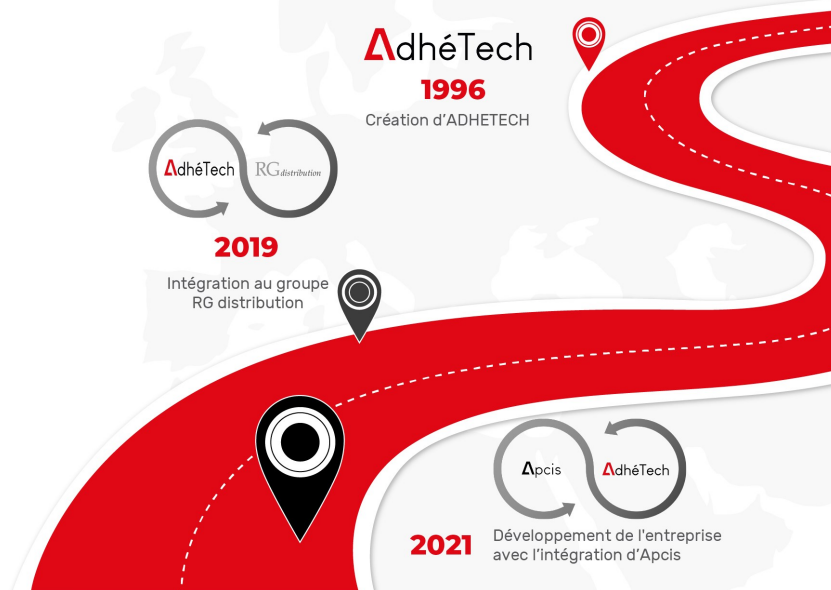 AdhéTech
1996
Création d'ADHETECH
AdhéTech
RG distribution
2019
Intégration au groupe
RG distribution
Apcis
AdhéTech
2021
Développement de l'entreprise
avec l'intégration d'Apcis